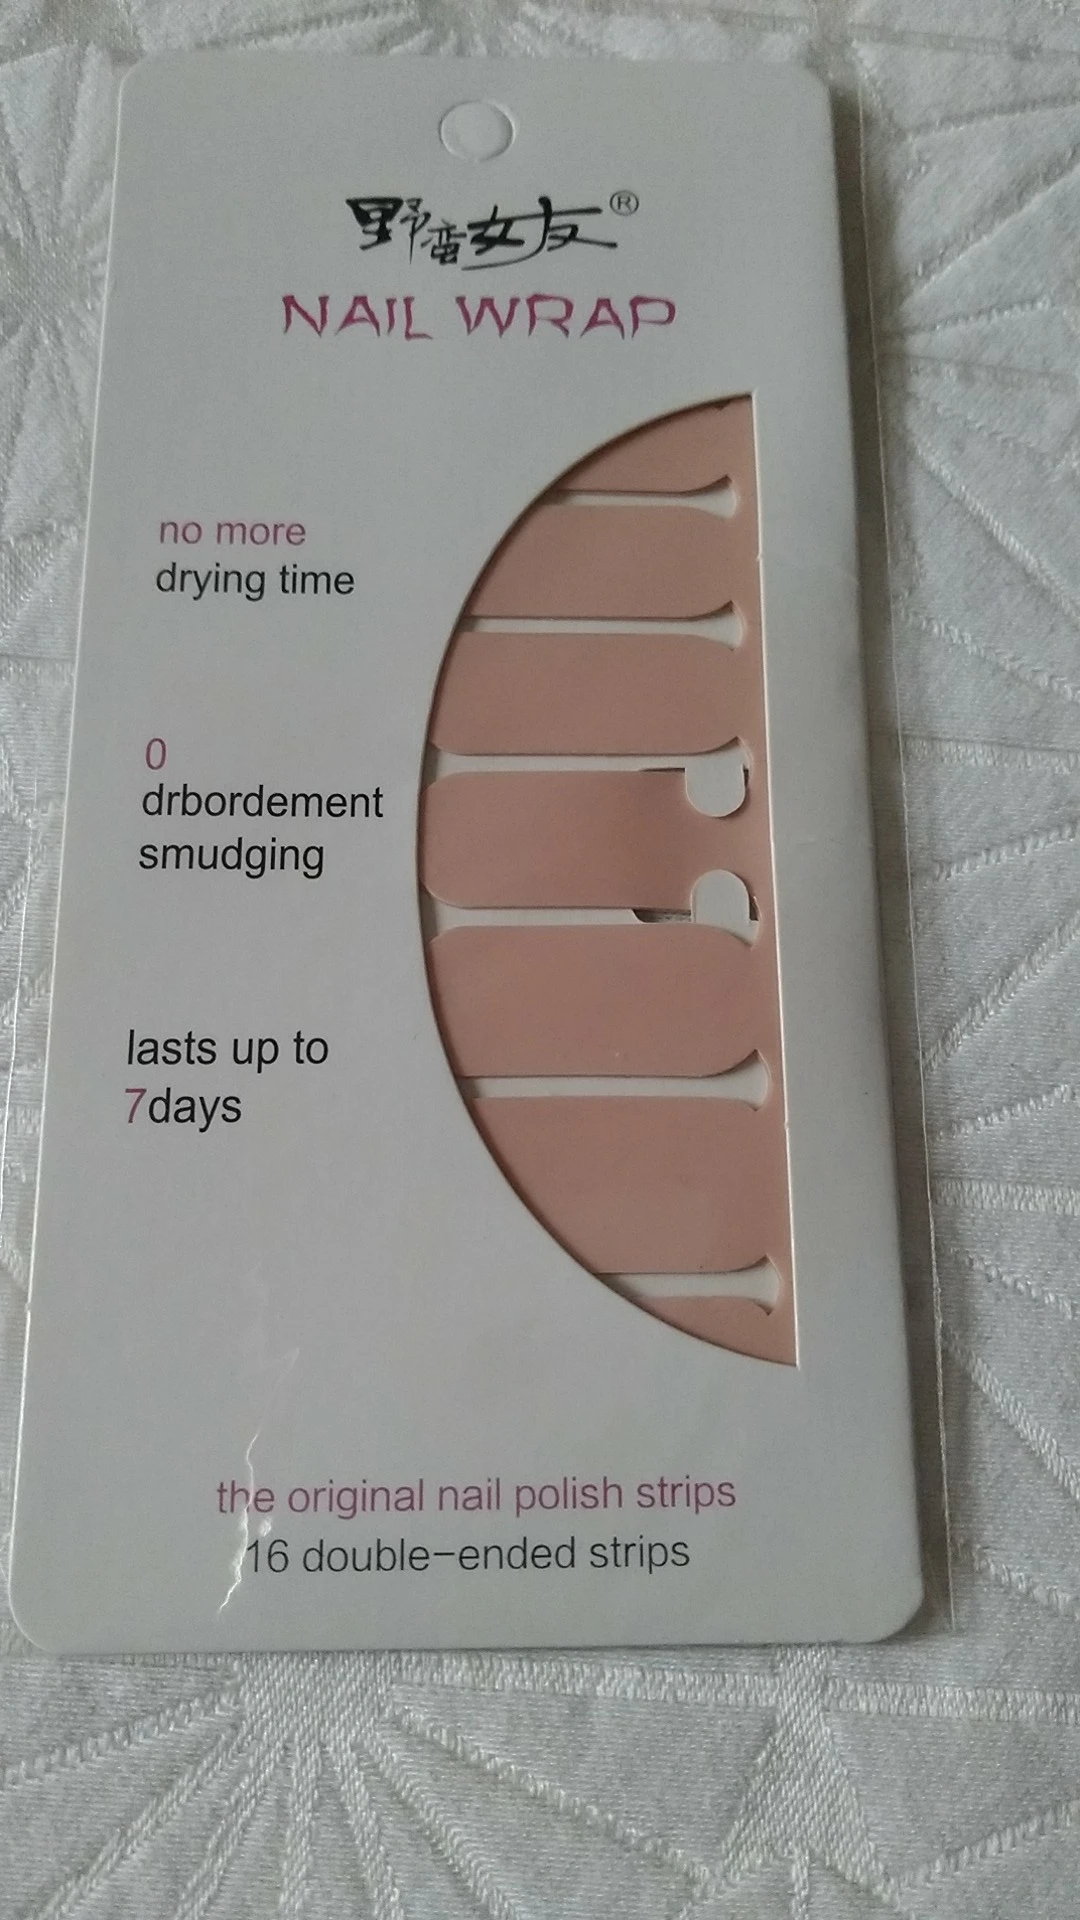 野蛮女友®
NAIL WRAP
no more
drying time
0
drbordement
smudging
lasts up to
7days
the original nail polish strips
16 double-ended strips